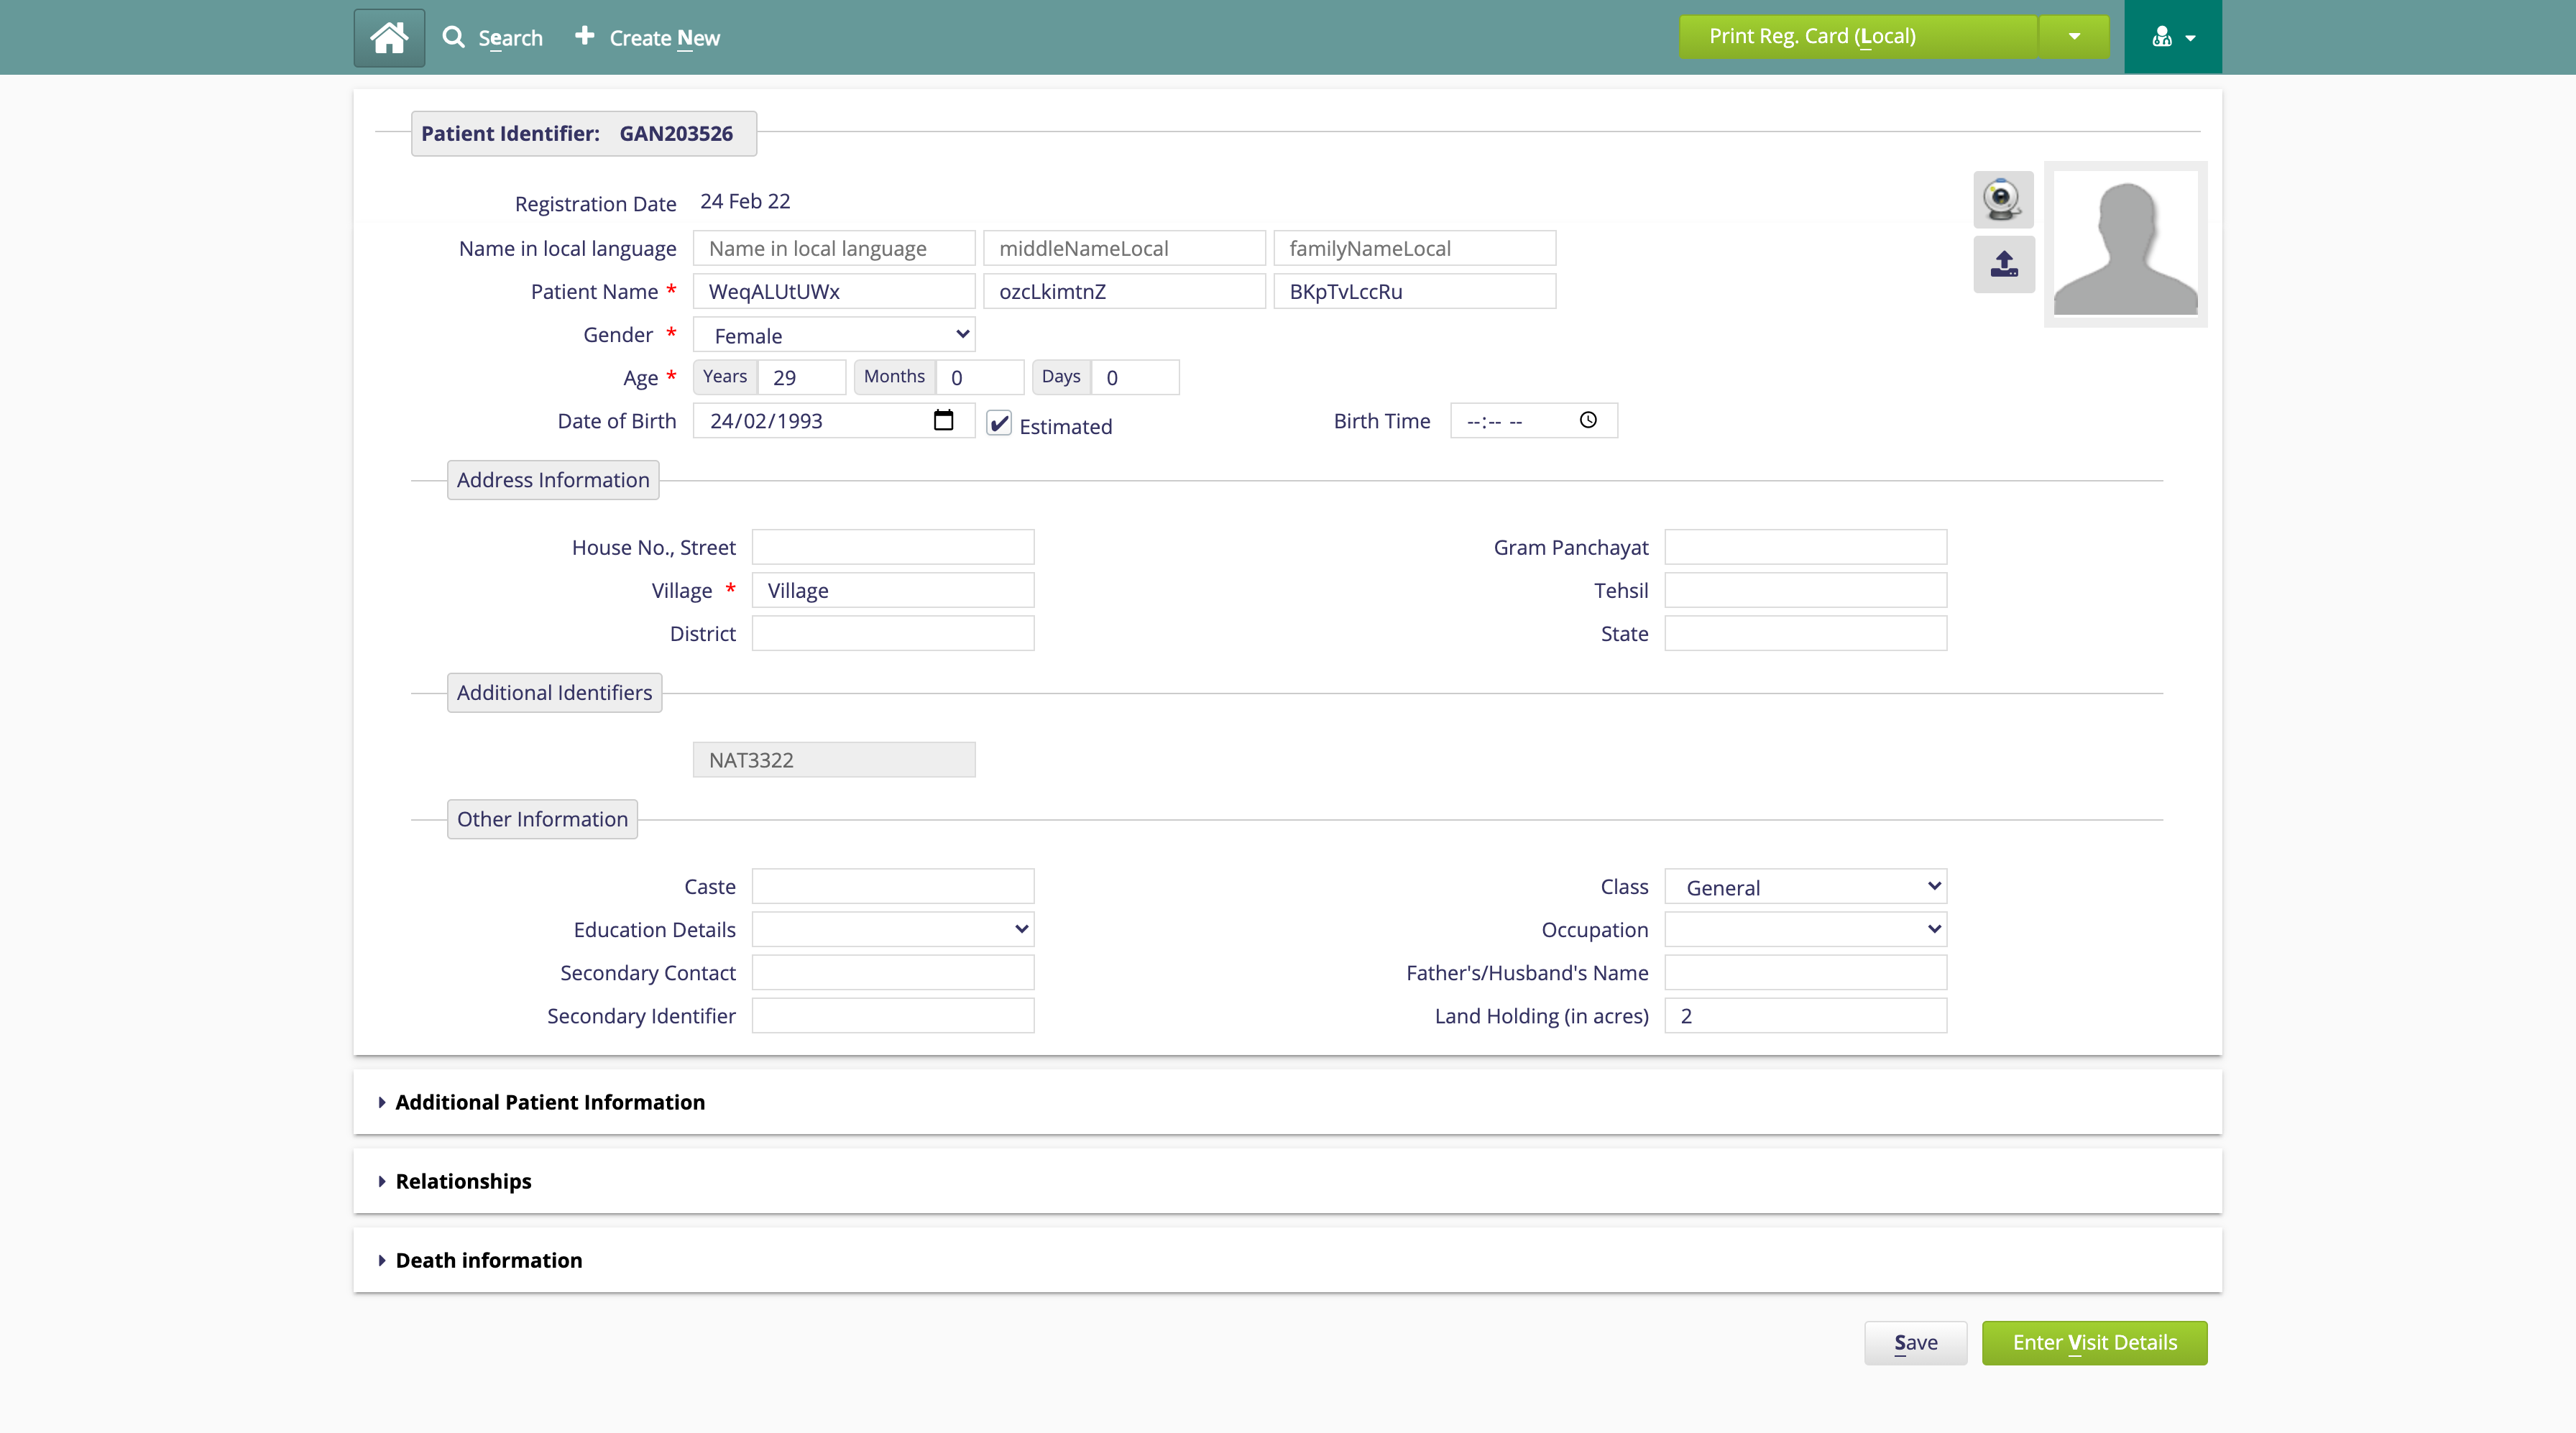 Search Create New Print Reg. Card (Local)
Patient Identifier: GAN203526
Registration Date 24 Feb 22
Name in local language Name in local language middleNameLocal familyNameLocal
Patient Name * WeqALUtUWx ozcLkimtnZ BKpTvLccRu
Gender * Female
Age * Years 29 Months 0 Days 0
Date of Birth 24/02/1993 Estimated Birth Time --:-- --
Address Information
House No., Street Gram Panchayat
Village * Village Tehsil
District State
Additional Identifiers
NAT3322
Other Information
Caste Class General
Education Details Occupation
Secondary Contact Father's/Husband's Name
Secondary Identifier Land Holding (in acres) 2
Additional Patient Information
Relationships
Death information
Save Enter Visit Details